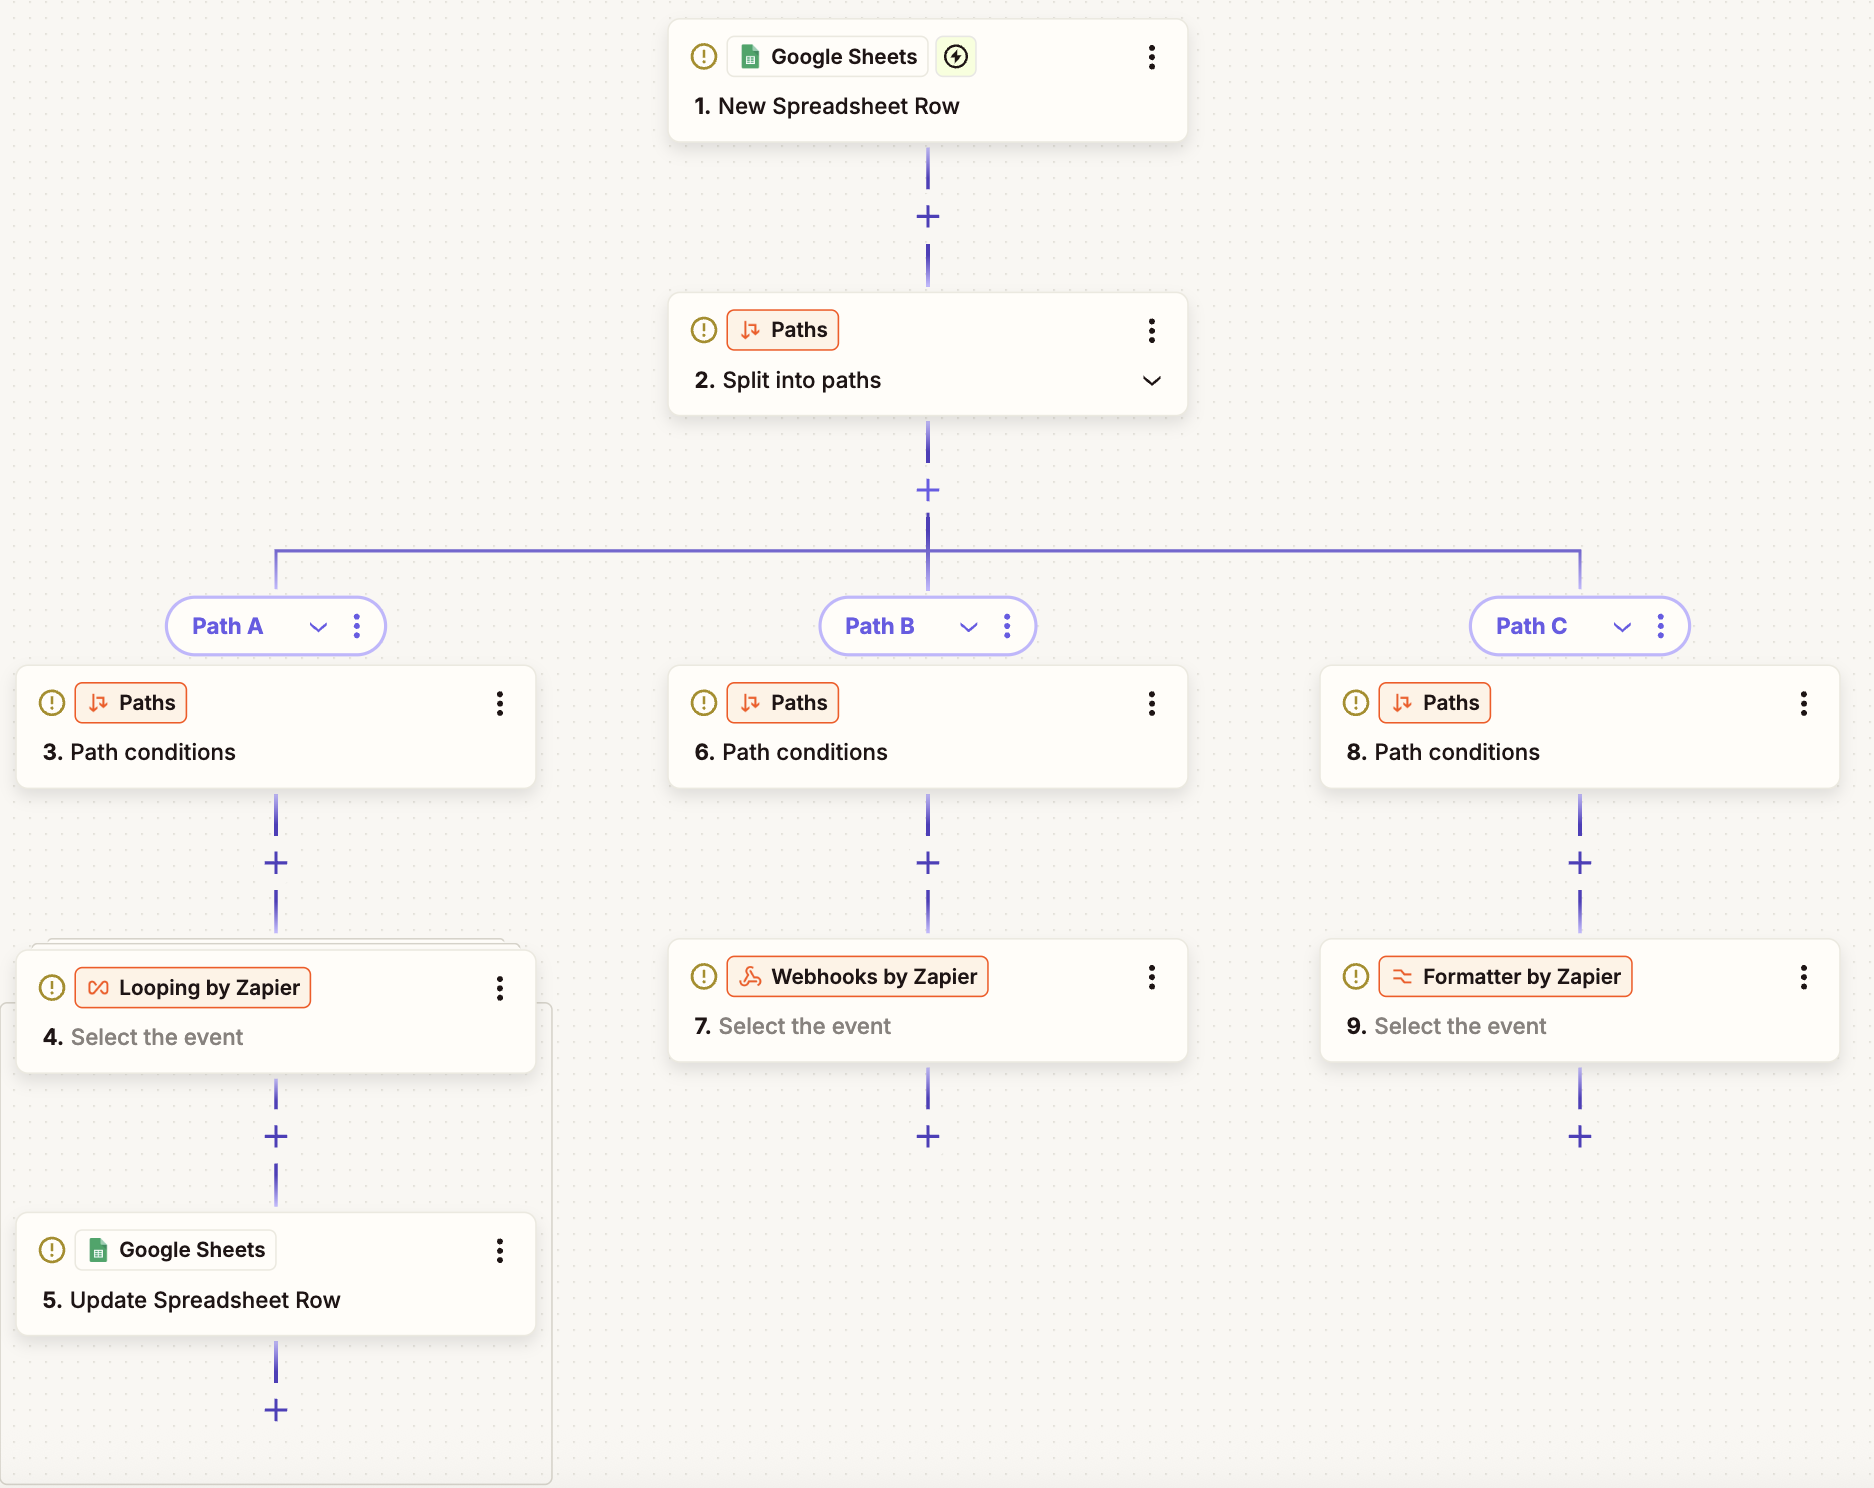 Google Sheets
1. New Spreadsheet Row
Paths
2. Split into paths
Path A
Paths
3. Path conditions
Looping by Zapier
4. Select the event
Google Sheets
5. Update Spreadsheet Row
Path B
Paths
6. Path conditions
Webhooks by Zapier
7. Select the event
Path C
Paths
8. Path conditions
Formatter by Zapier
9. Select the event